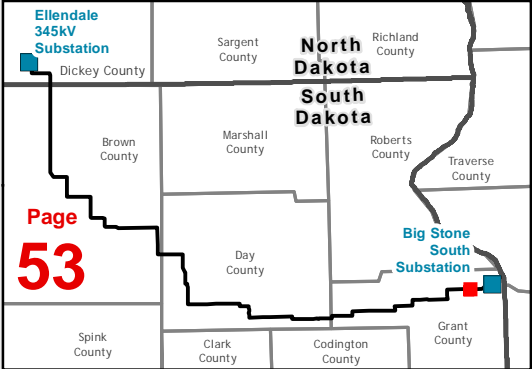 Ellendale
345kV
Substation
Dickey County
Sargent
County
North
Dakota
Richland
County
South
Dakota
Brown
County
Marshall
County
Roberts
County
Traverse
County
Page
53
Day
County
Big Stone
South
Substation
Spink
County
Clark
County
Codington
County
Grant
County